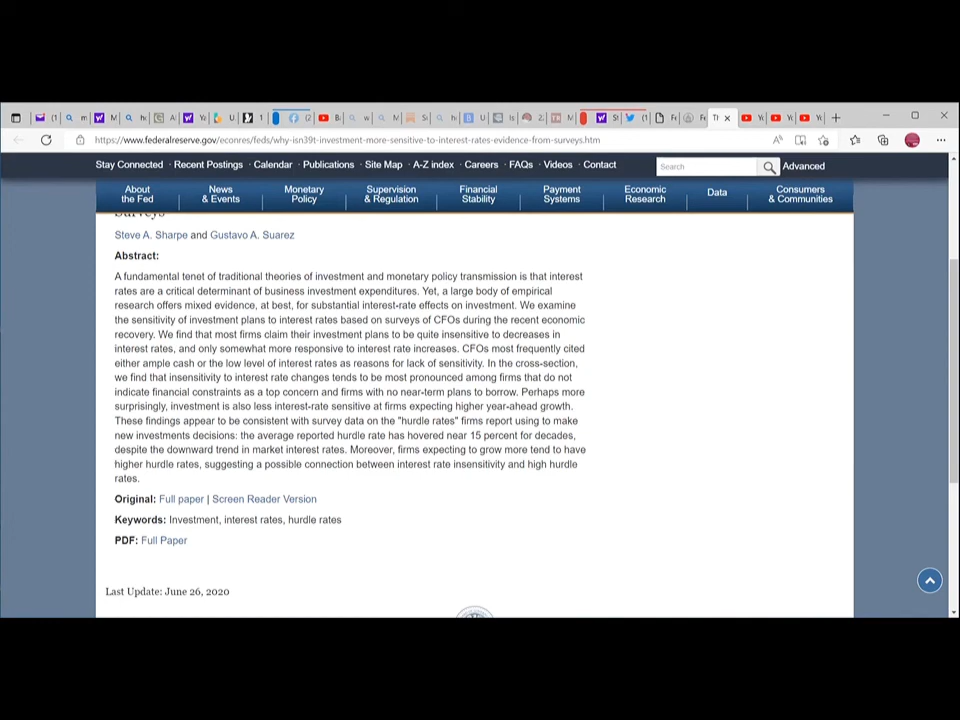 https://www.federalreserve.gov/econres/feds/why-isn39t-investment-more-sensitive-to-interest-rates-evidence-from-surveys.htm
Stay Connected · Recent Postings · Calendar · Publications · Site Map · A-Z index · Careers · FAQs · Videos · Contact
Search
Advanced
About the Fed
News & Events
Monetary Policy
Supervision & Regulation
Financial Stability
Payment Systems
Economic Research
Data
Consumers & Communities
Surveys
Steve A. Sharpe and Gustavo A. Suarez
Abstract:
A fundamental tenet of traditional theories of investment and monetary policy transmission is that interest
rates are a critical determinant of business investment expenditures. Yet, a large body of empirical
research offers mixed evidence, at best, for substantial interest-rate effects on investment. We examine
the sensitivity of investment plans to interest rates based on surveys of CFOs during the recent economic
recovery. We find that most firms claim their investment plans to be quite insensitive to decreases in
interest rates, and only somewhat more responsive to interest rate increases. CFOs most frequently cited
either ample cash or the low level of interest rates as reasons for lack of sensitivity. In the cross-section,
we find that insensitivity to interest rate changes tends to be most pronounced among firms that do not
indicate financial constraints as a top concern and firms with no near-term plans to borrow. Perhaps more
surprisingly, investment is also less interest-rate sensitive at firms expecting higher year-ahead growth.
These findings appear to be consistent with survey data on the "hurdle rates" firms report using to make
new investments decisions: the average reported hurdle rate has hovered near 15 percent for decades,
despite the downward trend in market interest rates. Moreover, firms expecting to grow more tend to have
higher hurdle rates, suggesting a possible connection between interest rate insensitivity and high hurdle
rates.
Original: Full paper | Screen Reader Version
Keywords: Investment, interest rates, hurdle rates
PDF: Full Paper
Last Update: June 26, 2020